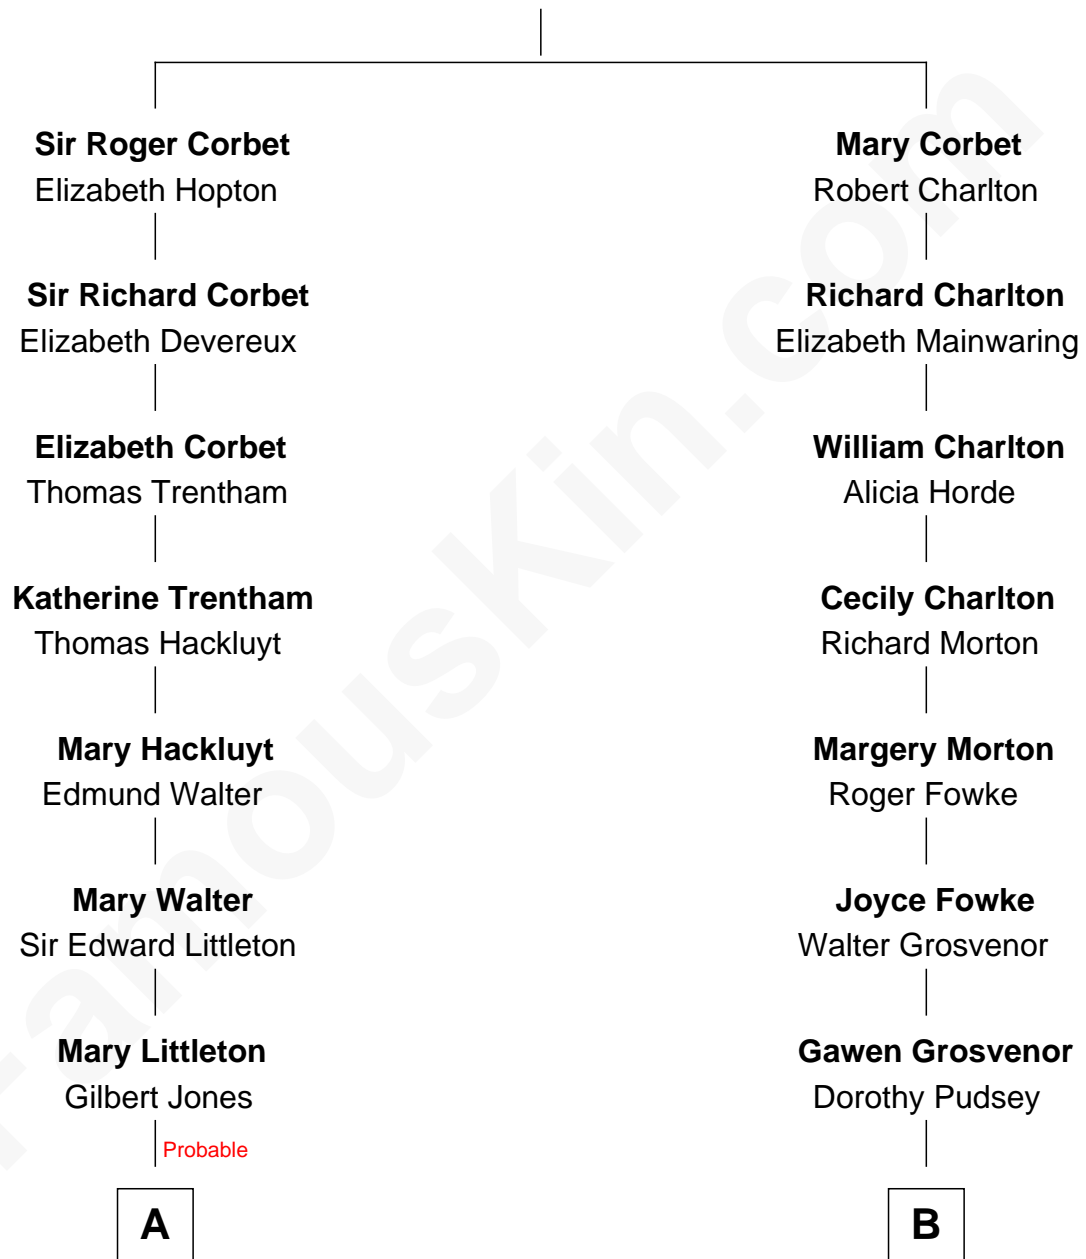 Sir Roger Corbet
Elizabeth Hopton
Mary Corbet
Robert Charlton
Sir Richard Corbet
Elizabeth Devereux
Richard Charlton
Elizabeth Mainwaring
Elizabeth Corbet
Thomas Trentham
William Charlton
Alicia Horde
Katherine Trentham
Thomas Hackluyt
Cecily Charlton
Richard Morton
Mary Hackluyt
Edmund Walter
Margery Morton
Roger Fowke
Mary Walter
Sir Edward Littleton
Joyce Fowke
Walter Grosvenor
Mary Littleton
Gilbert Jones
Gawen Grosvenor
Dorothy Pudsey
Probable
A
B
FamousKin.com